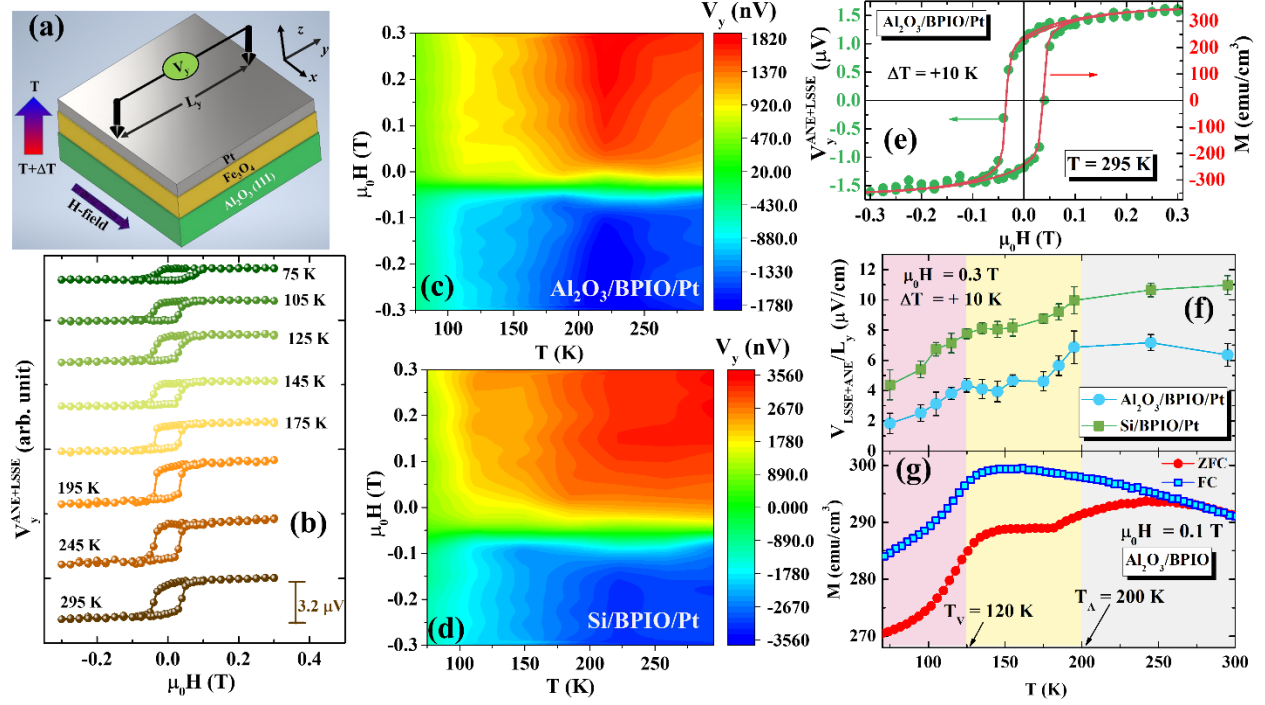 (a)
z
y
x
V_y
L_y
T
T+ΔT
Pt
Fe₃O₄
Al₂O₃ (111)
H-field
75 K
105 K
125 K
145 K
175 K
195 K
245 K
295 K
(b)
3.2 μV
V_y^ANE+LSSE (arb. unit)
-0.2 0.0 0.2 0.4
μ₀H (T)
V_y (nV)
0.3
0.2
0.1
0.0
-0.1
-0.2
-0.3
μ₀H (T)
(c)
Al₂O₃/BPIO/Pt
100 150 200 250
T (K)
1820
1370
920.0
470.0
20.00
-430.0
-880.0
-1330
-1780
V_y (nV)
0.3
0.2
0.1
0.0
-0.1
-0.2
-0.3
μ₀H (T)
(d)
Si/BPIO/Pt
100 150 200 250
T (K)
3560
2670
1780
890.0
0.000
-890.0
-1780
-2670
-3560
Al₂O₃/BPIO/Pt
ΔT = +10 K
(e)
T = 295 K
V_y^ANE+LSSE (μV)
1.5
1.0
0.5
0.0
-0.5
-1.0
-1.5
M (emu/cm³)
300
200
100
0
-100
-200
-300
-0.3 -0.2 -0.1 0.0 0.1 0.2 0.3
μ₀H (T)
12
10
8
6
4
2
0
V_LSSE+ANE/L_y (μV/cm)
μ₀H = 0.3 T
ΔT = + 10 K
(f)
Al₂O₃/BPIO/Pt
Si/BPIO/Pt
(g)
ZFC
FC
μ₀H = 0.1 T
Al₂O₃/BPIO
T_V = 120 K
T_Λ = 200 K
M (emu/cm³)
300
290
280
270
100 150 200 250 300
T (K)